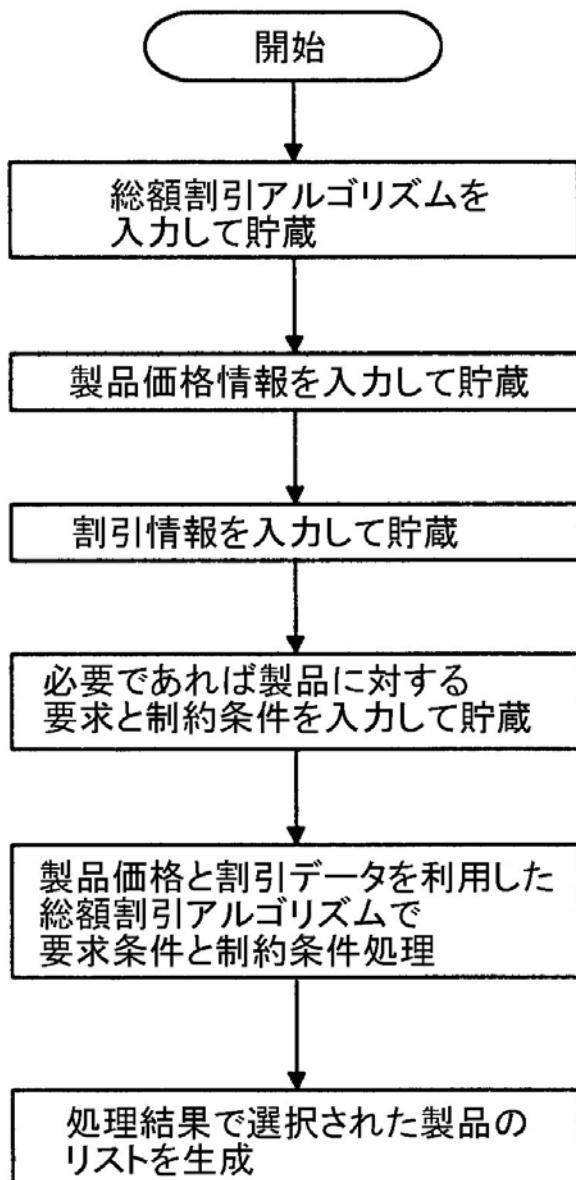 開始
総額割引アルゴリズムを
入力して貯蔵
製品価格情報を入力して貯蔵
割引情報を入力して貯蔵
必要であれば製品に対する
要求と制約条件を入力して貯蔵
製品価格と割引データを利用した
総額割引アルゴリズムで
要求条件と制約条件処理
処理結果で選択された製品の
リストを生成